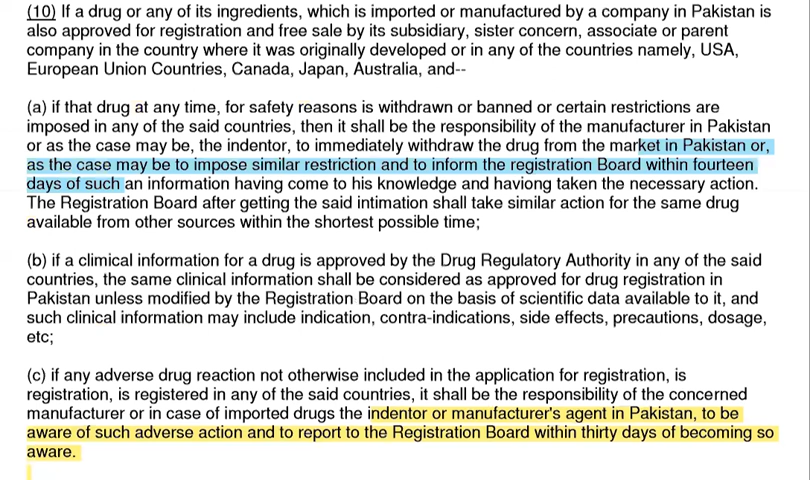 (10) If a drug or any of its ingredients, which is imported or manufactured by a company in Pakistan is
also approved for registration and free sale by its subsidiary, sister concern, associate or parent
company in the country where it was originally developed or in any of the countries namely, USA,
European Union Countries, Canada, Japan, Australia, and--
(a) if that drug at any time, for safety reasons is withdrawn or banned or certain restrictions are
imposed in any of the said countries, then it shall be the responsibility of the manufacturer in Pakistan
or as the case may be, the indentor, to immediately withdraw the drug from the market in Pakistan or,
as the case may be to impose similar restriction and to inform the registration Board within fourteen
days of such an information having come to his knowledge and haviong taken the necessary action.
The Registration Board after getting the said intimation shall take similar action for the same drug
available from other sources within the shortest possible time;
(b) if a climical information for a drug is approved by the Drug Regulatory Authority in any of the said
countries, the same clinical information shall be considered as approved for drug registration in
Pakistan unless modified by the Registration Board on the basis of scientific data available to it, and
such clinical information may include indication, contra-indications, side effects, precautions, dosage,
etc;
(c) if any adverse drug reaction not otherwise included in the application for registration, is
registration, is registered in any of the said countries, it shall be the responsibility of the concerned
manufacturer or in case of imported drugs the indentor or manufacturer's agent in Pakistan, to be
aware of such adverse action and to report to the Registration Board within thirty days of becoming so
aware.